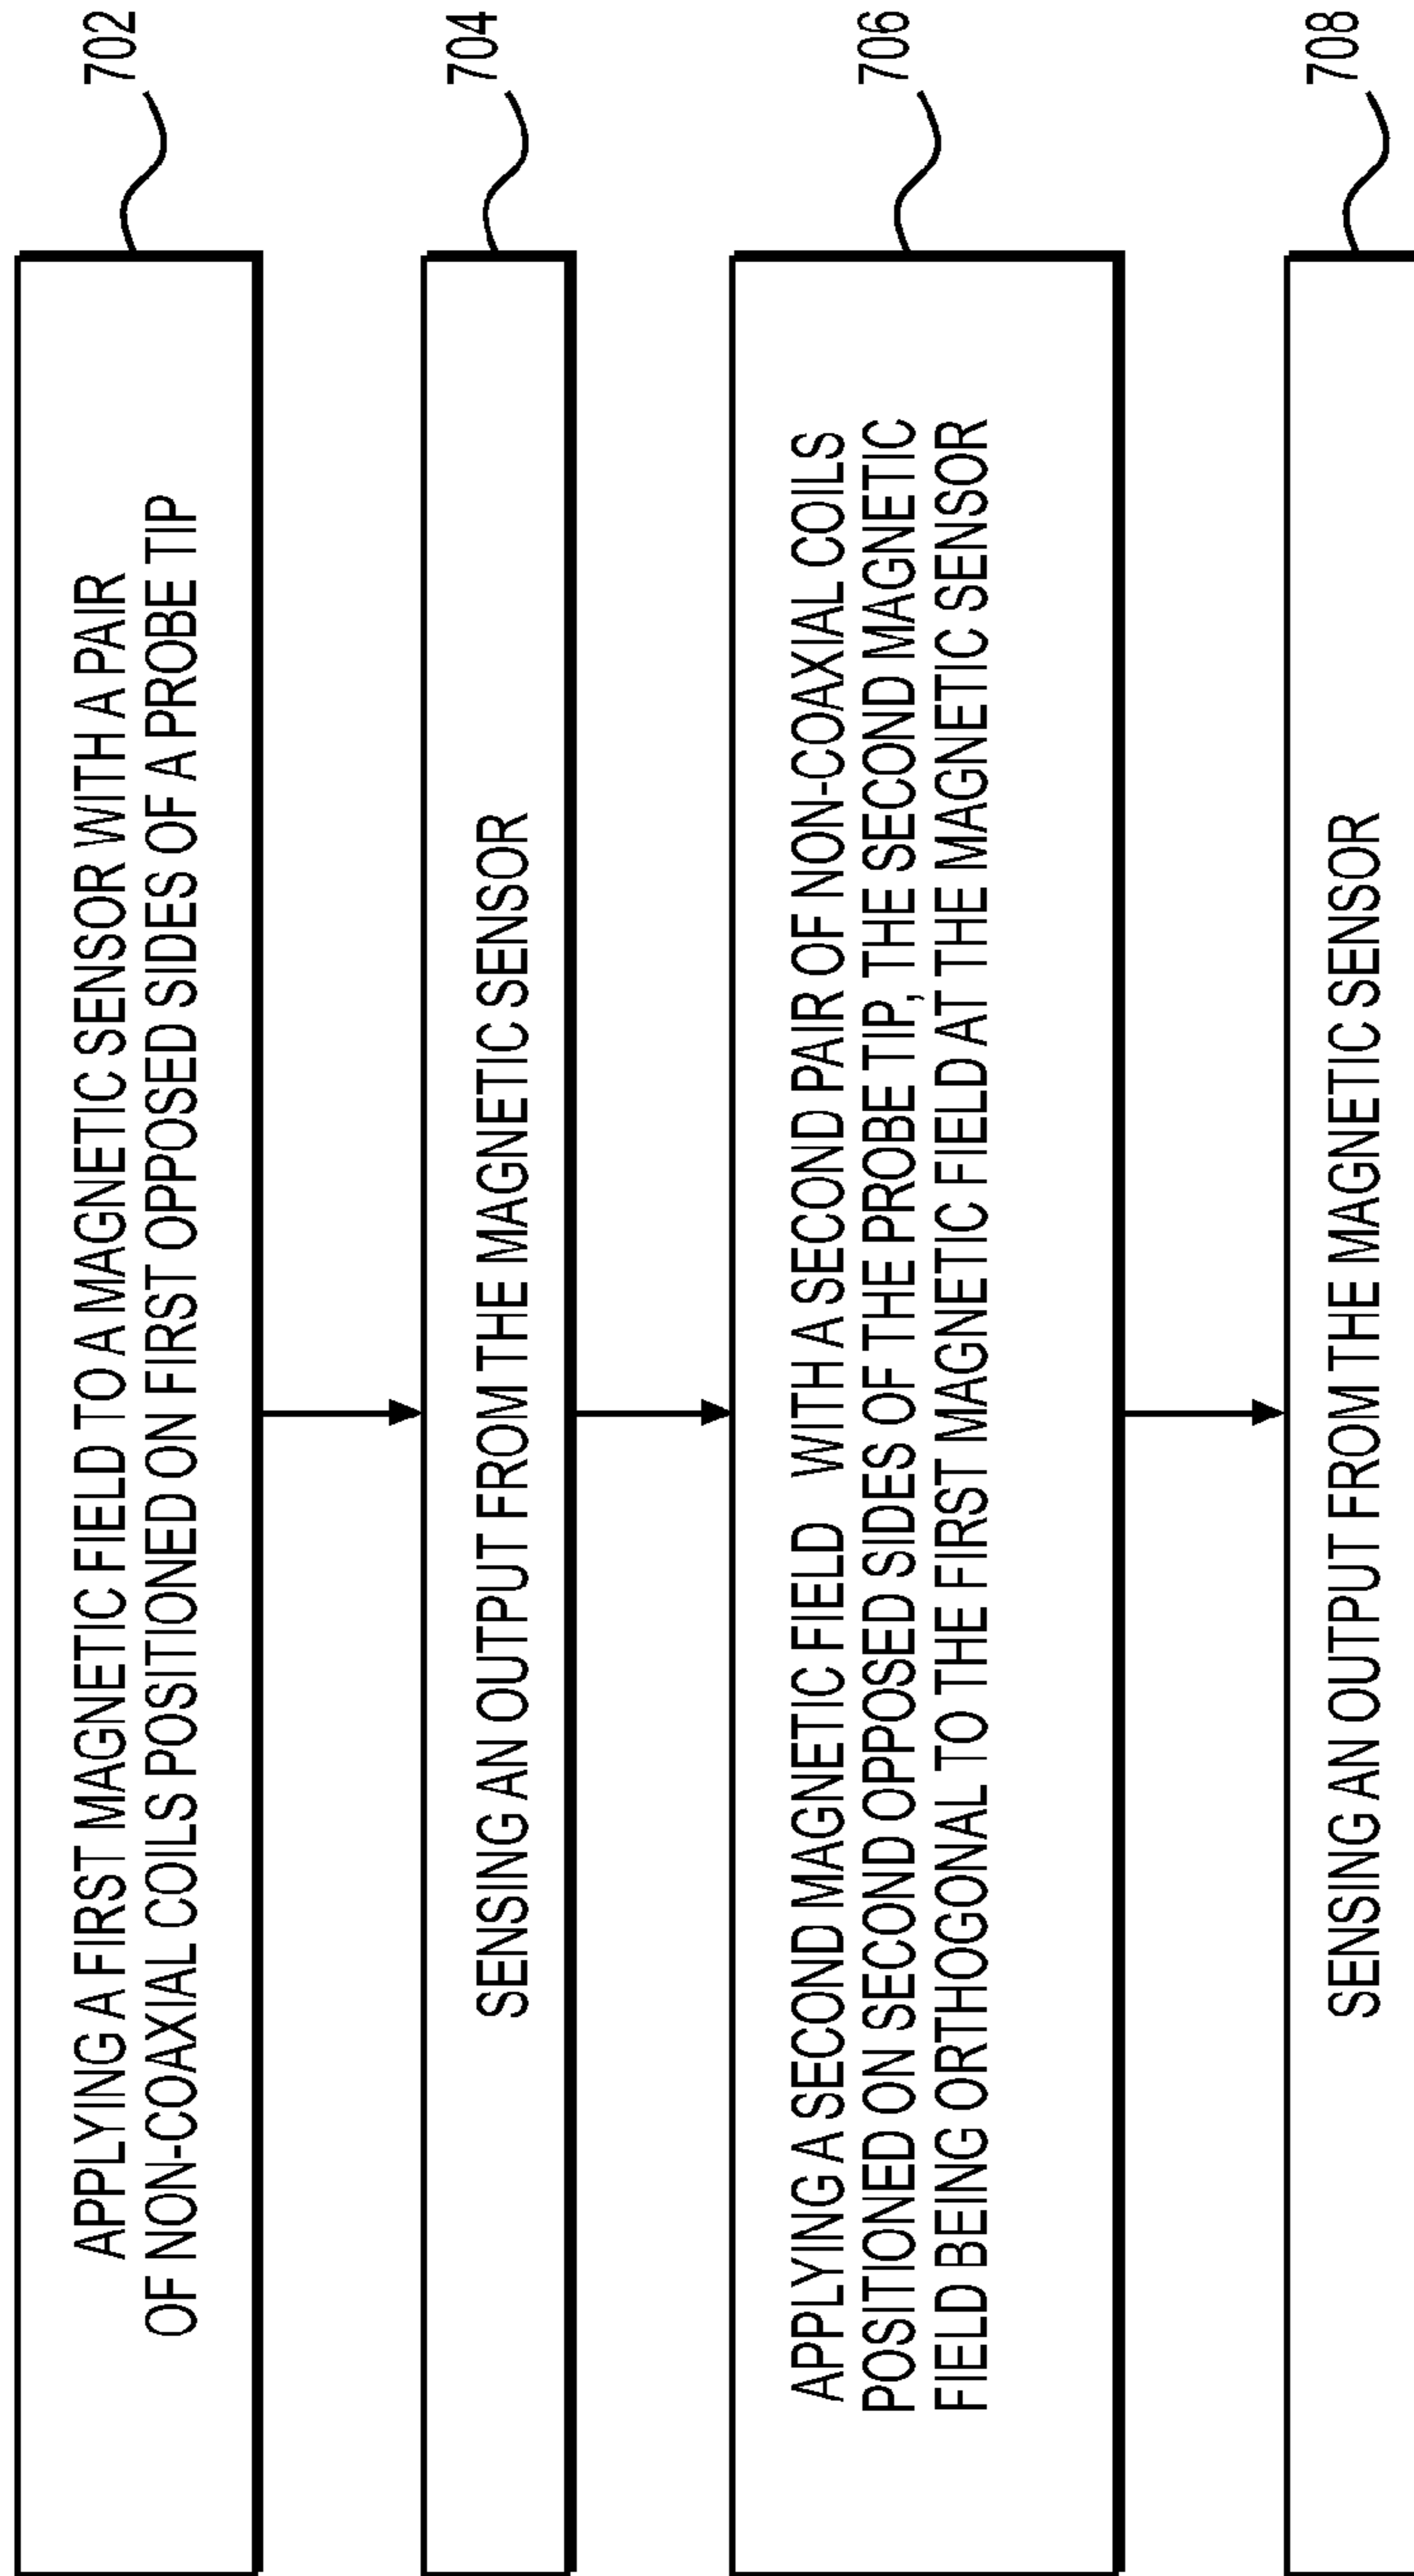 APPLYING A FIRST MAGNETIC FIELD TO A MAGNETIC SENSOR WITH A PAIR
OF NON-COAXIAL COILS POSITIONED ON FIRST OPPOSED SIDES OF A PROBE TIP
702
SENSING AN OUTPUT FROM THE MAGNETIC SENSOR
704
APPLYING A SECOND MAGNETIC FIELD WITH A SECOND PAIR OF NON-COAXIAL COILS
POSITIONED ON SECOND OPPOSED SIDES OF THE PROBE TIP, THE SECOND MAGNETIC
FIELD BEING ORTHOGONAL TO THE FIRST MAGNETIC FIELD AT THE MAGNETIC SENSOR
706
SENSING AN OUTPUT FROM THE MAGNETIC SENSOR
708